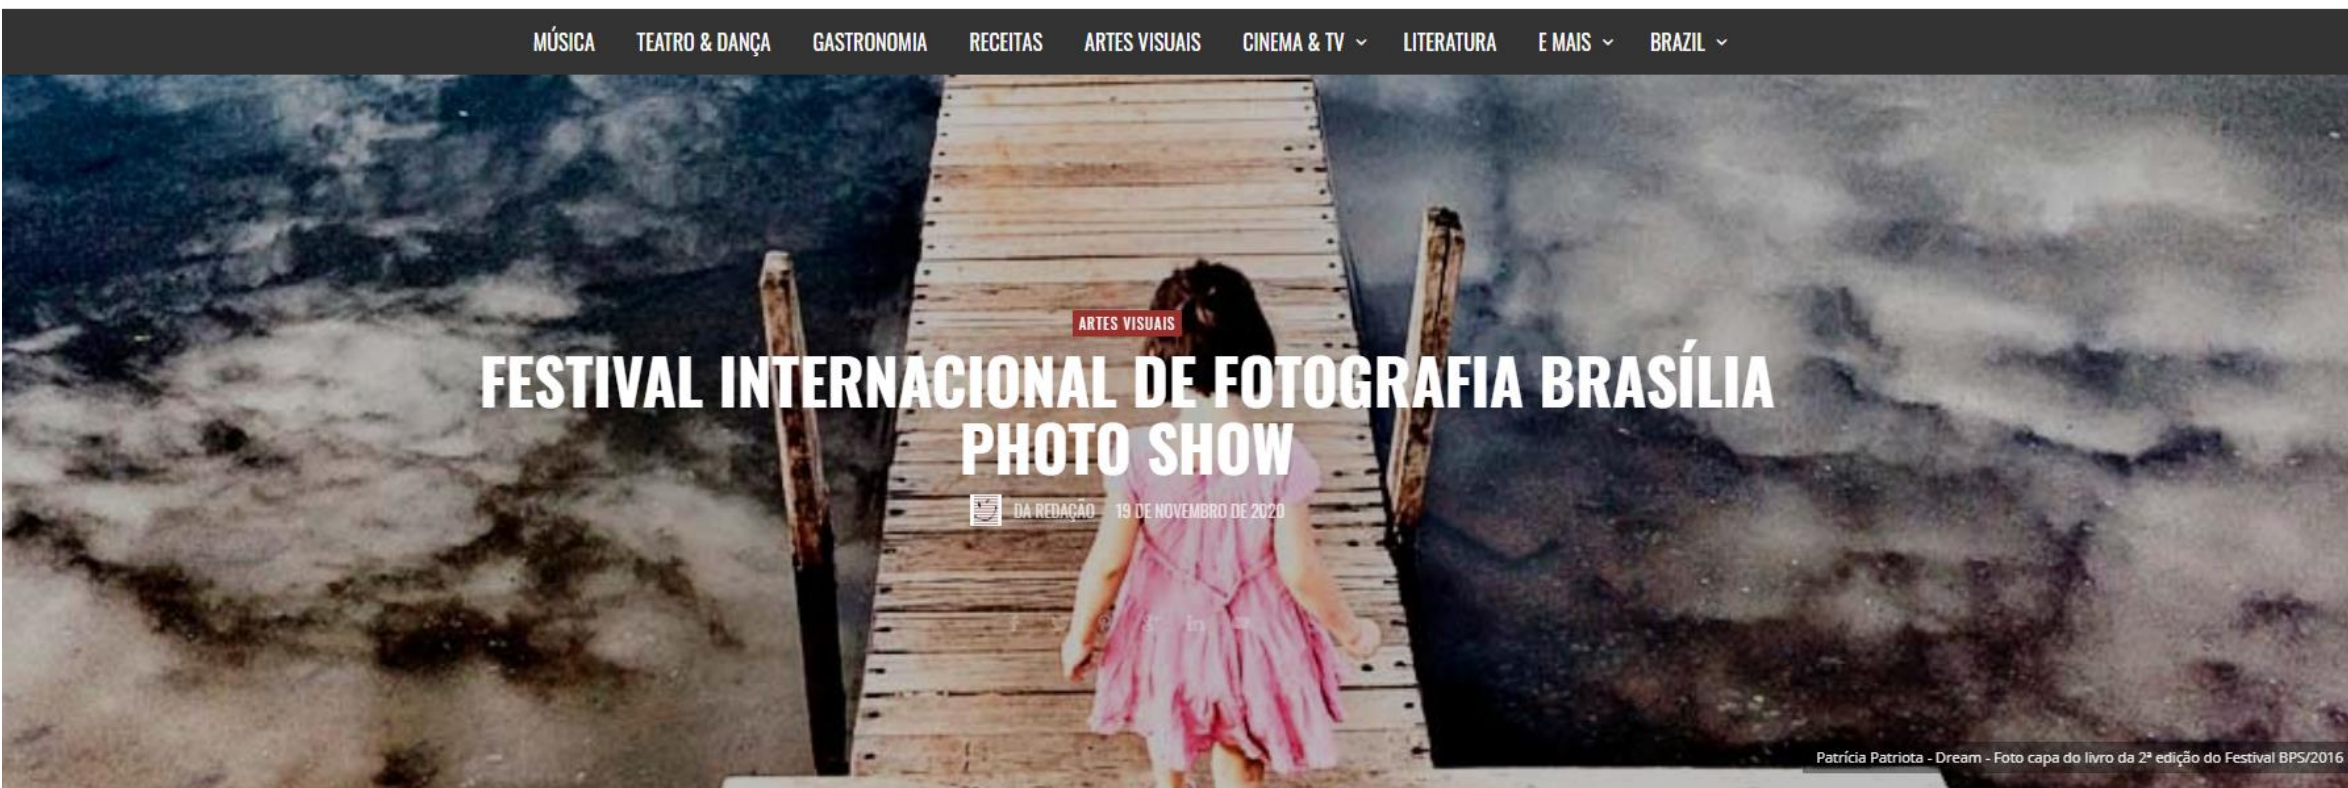 MÚSICA TEATRO & DANÇA GASTRONOMIA RECEITAS ARTES VISUAIS CINEMA & TV LITERATURA E MAIS BRAZIL
ARTES VISUAIS
FESTIVAL INTERNACIONAL DE FOTOGRAFIA BRASÍLIA
PHOTO SHOW
DA REDAÇÃO 19 DE NOVEMBRO DE 2020
Patrícia Patriota - Dream - Foto capa do livro da 2ª edição do Festival BPS/2016